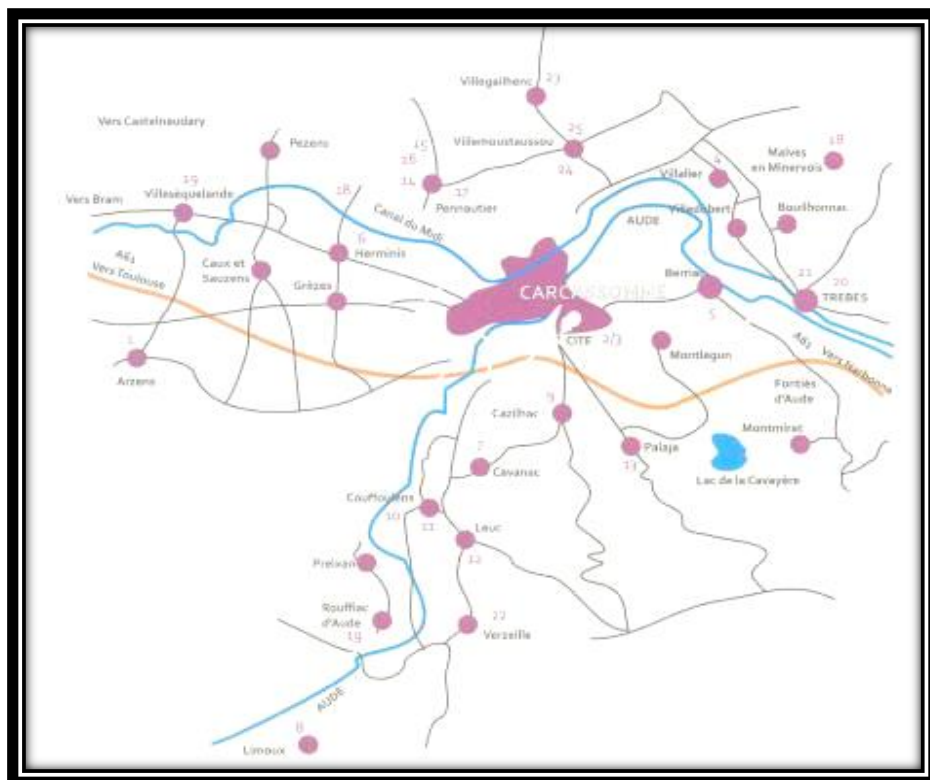 Villegailhenc
23
Vers Castelnaudary
Pezens
15
Villemoustaussou
25
16
14
17
24
Pennautier
18
Malves
en Minervois
4
Villalier
19
Villesèquelande
Vers Bram
18
Canal du Midi
6
Herminis
AUDE
Villedubert
Bouilhonnac
A61
Vers Toulouse
Caux et
Sauzens
Grèzes
CARCASSONNE
Berriac
5
21
20
TREBES
CITE
2/3
1
Arzens
Montlegun
A61
Vers Narbonne
Fontiès
d'Aude
9
Cazilhac
Montmirat
7
Cavanac
Palaja
13
Lac de la Cavayère
Couffoulens
10
11
Leuc
12
Preixan
Rouffiac
d'Aude
19
22
Verzeille
AUDE
8
Limoux